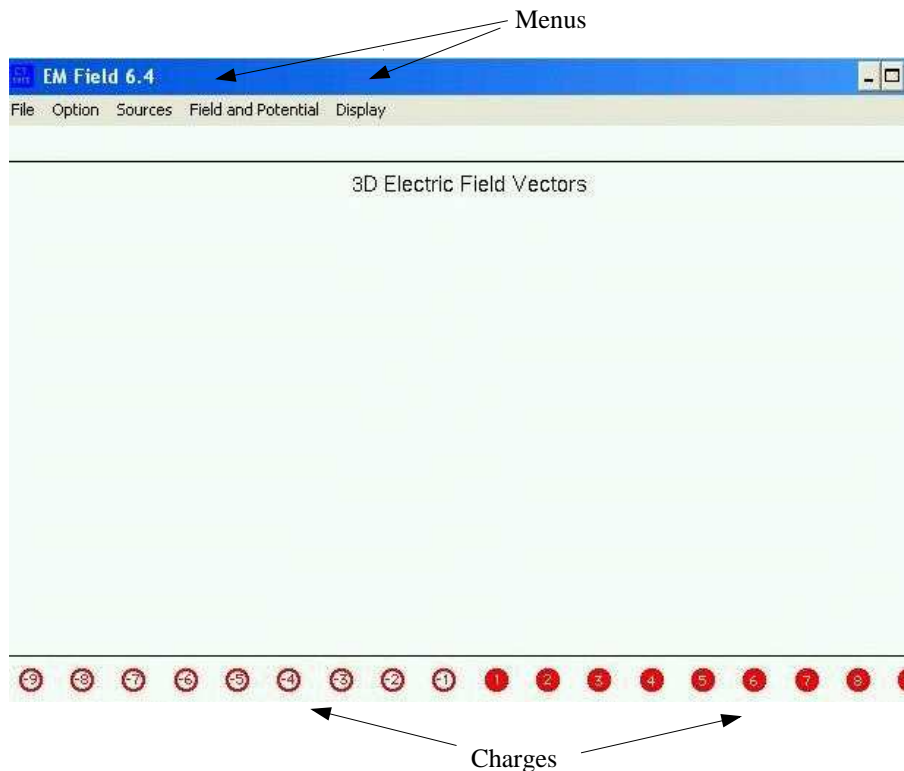 Menus
EM Field 6.4
File Option Sources Field and Potential Display
3D Electric Field Vectors
-9 -8 -7 -6 -5 -4 -3 -2 -1 1 2 3 4 5 6 7 8
Charges